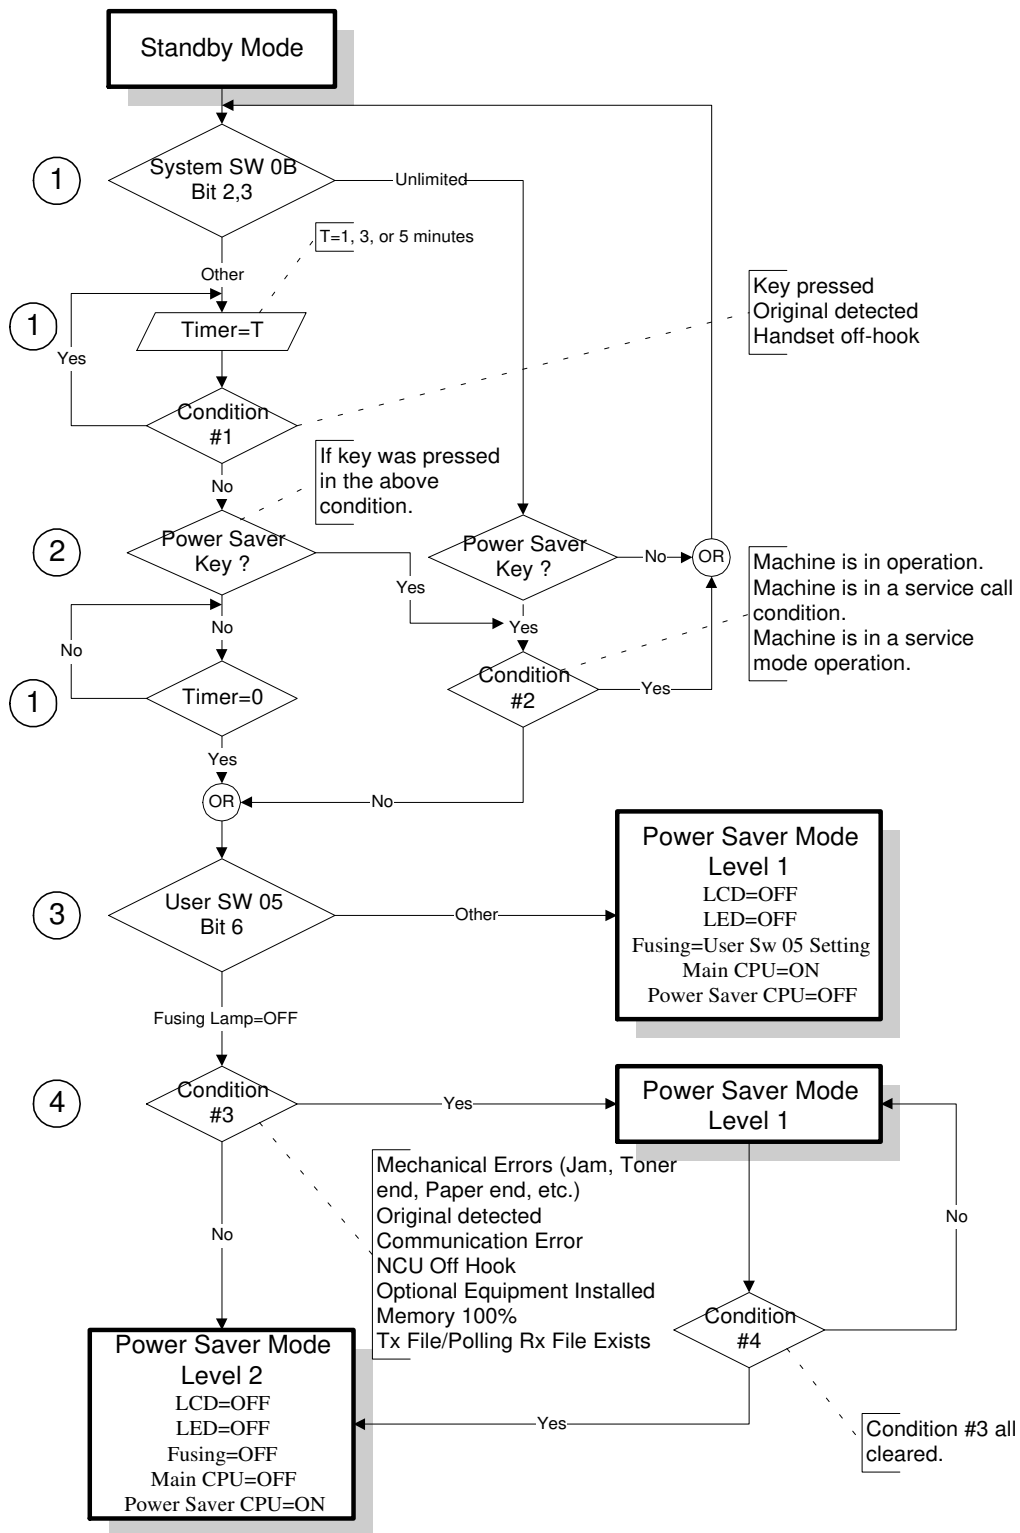 Standby Mode
1
System SW 0B
Bit 2,3
Unlimited
T=1, 3, or 5 minutes
Other
Key pressed
Original detected
Handset off-hook
1
Timer=T
Yes
Condition
#1
If key was pressed
in the above
condition.
No
2
Power Saver
Key ?
Power Saver
Key ?
No
OR
Machine is in operation.
Machine is in a service call
condition.
Machine is in a service
mode operation.
Yes
No
Yes
No
1
Timer=0
Condition
#2
Yes
Yes
OR
No
3
User SW 05
Bit 6
Other
Power Saver Mode
Level 1
LCD=OFF
LED=OFF
Fusing=User Sw 05 Setting
Main CPU=ON
Power Saver CPU=OFF
Fusing Lamp=OFF
4
Condition
#3
Yes
Power Saver Mode
Level 1
Mechanical Errors (Jam, Toner
end, Paper end, etc.)
Original detected
Communication Error
NCU Off Hook
Optional Equipment Installed
Memory 100%
Tx File/Polling Rx File Exists
No
No
Condition
#4
Power Saver Mode
Level 2
LCD=OFF
LED=OFF
Fusing=OFF
Main CPU=OFF
Power Saver CPU=ON
Yes
Condition #3 all
cleared.